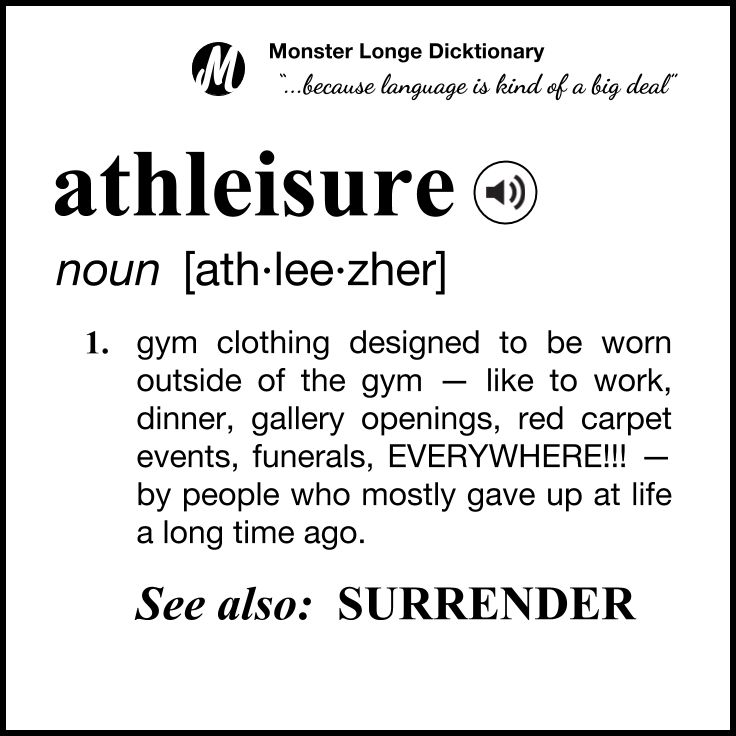 M
Monster Longe Dicktionary
"...because language is kind of a big deal"
athleisure
noun [ath·lee·zher]
1. gym clothing designed to be worn
outside of the gym — like to work,
dinner, gallery openings, red carpet
events, funerals, EVERYWHERE!!! —
by people who mostly gave up at life
a long time ago.
See also: SURRENDER